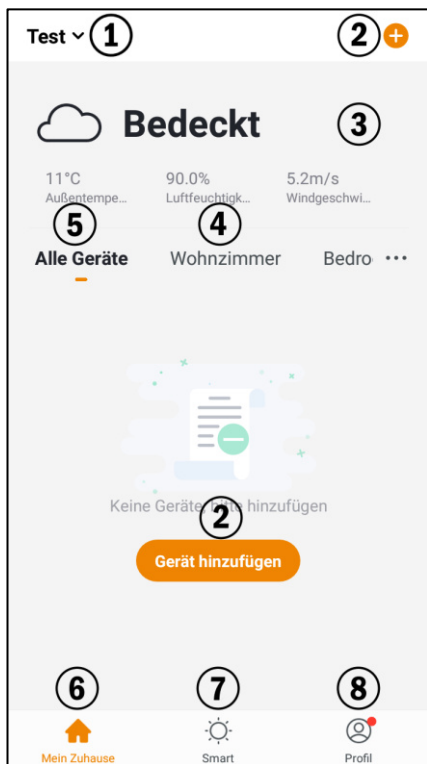 Test 1 2
Bedeckt 3
11°C 90.0% 5.2m/s
Außentempe... Luftfeuchtigk... Windgeschwi...
5 4
Alle Geräte Wohnzimmer Bedro ...
Keine Geräte, bitte hinzufügen
2
Gerät hinzufügen
6 7 8
Mein Zuhause Smart Profil